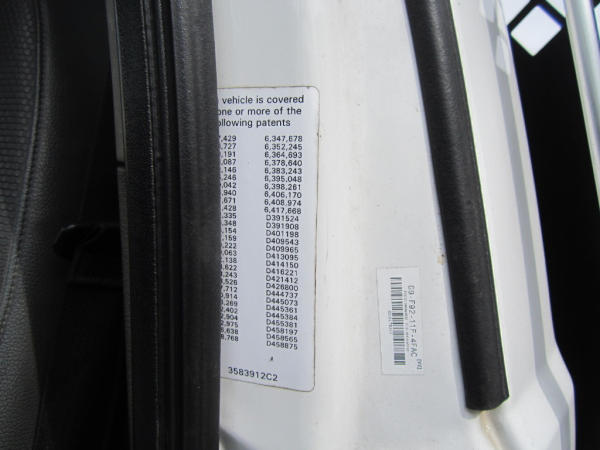 vehicle is covered
one or more of the
ollowing patents
,429 6,347,678
,727 6,352,245
,191 6,364,693
,087 6,378,640
,146 6,383,243
,246 6,395,048
,042 6,398,261
,940 6,406,170
,671 6,408,974
,428 6,417,668
,335 D391524
,348 D391908
,154 D401198
,159 D409543
,222 D409965
,063 D413095
,138 D414150
,622 D416221
,243 D421412
,526 D426800
,712 D444737
,914 D445073
,269 D445361
,402 D445384
,904 D455381
,975 D458197
,638 D458565
,768 D458875
3583912C2